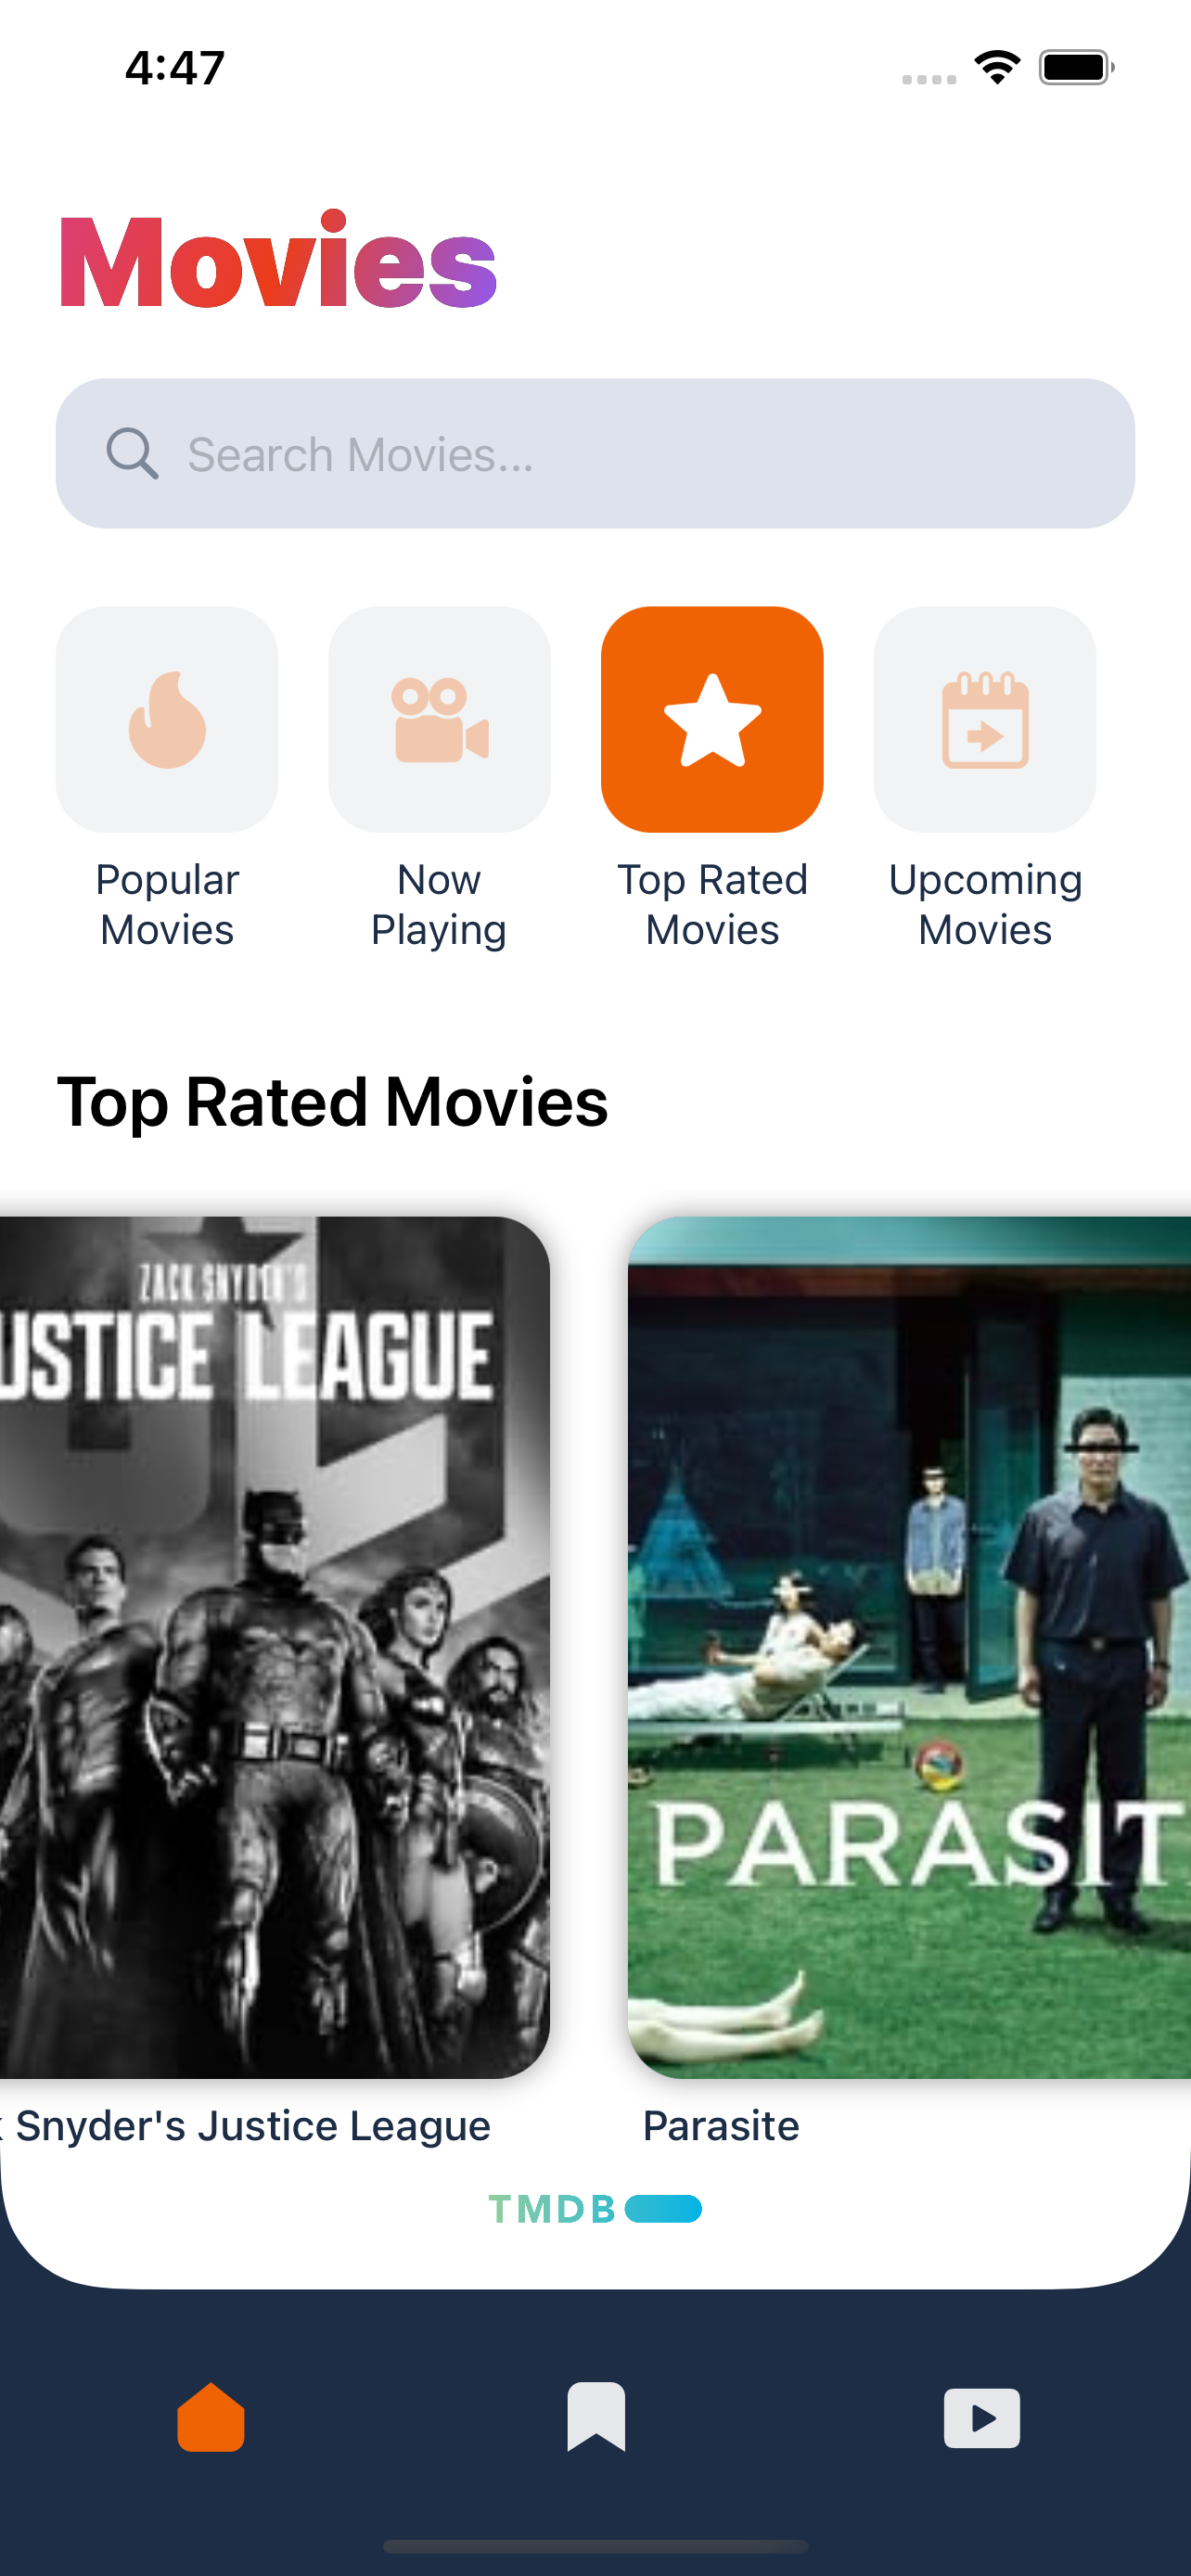 4:47
Movies
Search Movies...
Popular
Movies
Now
Playing
Top Rated
Movies
Upcoming
Movies
Top Rated Movies
ZACK SNYDER'S
USTICE LEAGUE
PARASIT
Snyder's Justice League
Parasite
TMDB